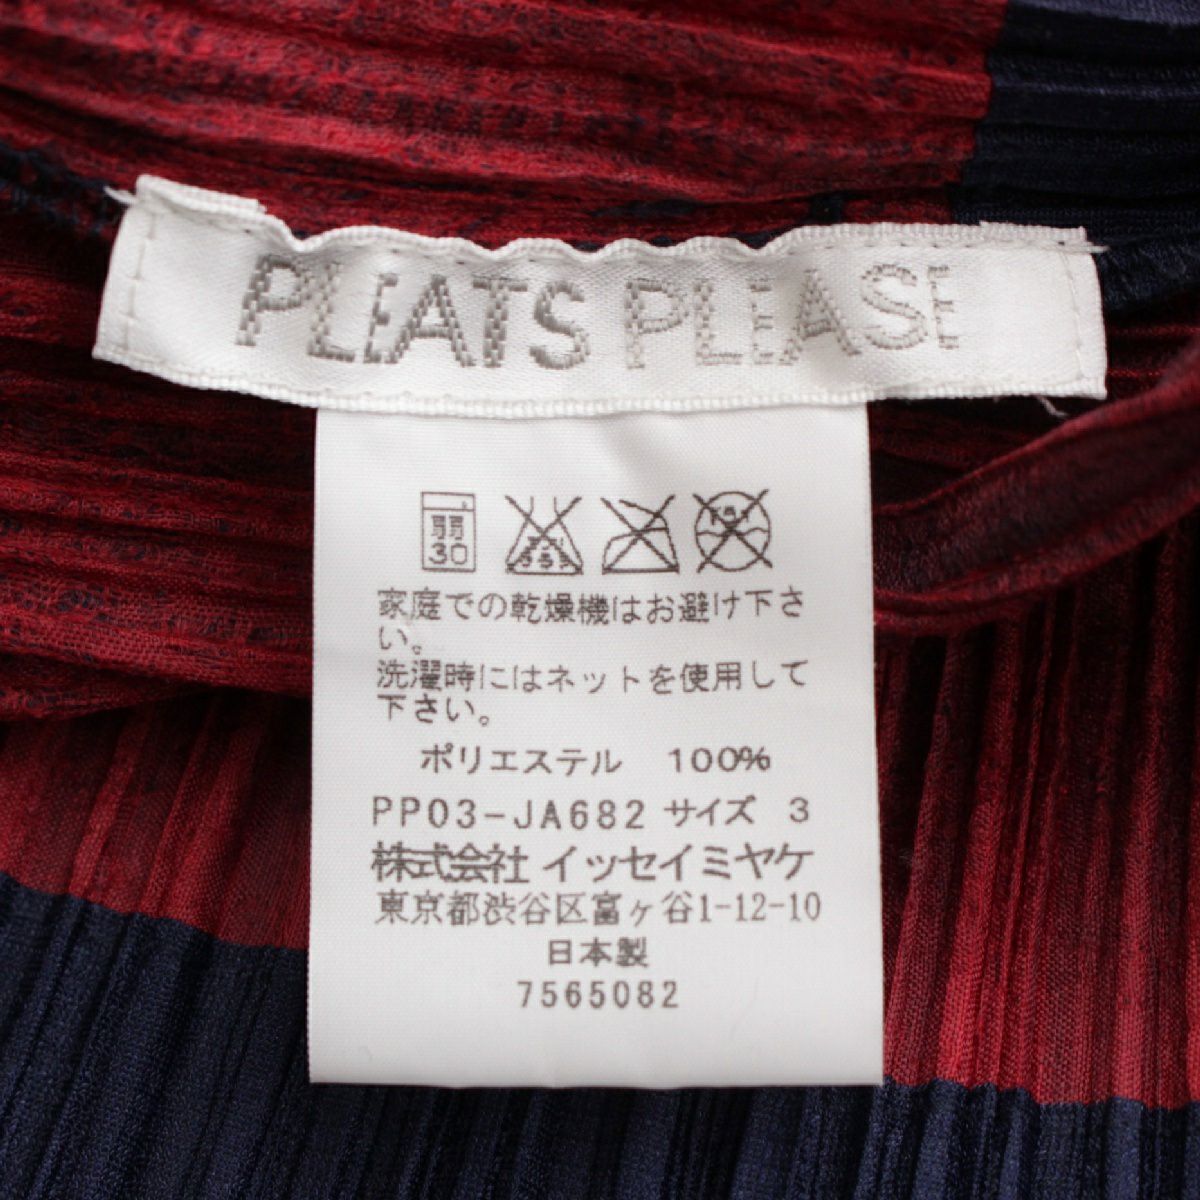 PLEATS PLEASE
弱
30
家庭での乾燥機はお避け下さ
い。
洗濯時にはネットを使用して
下さい。
ポリエステル 100%
PP03-JA682 サイズ 3
株式会社 イッセイミヤケ
東京都渋谷区富ヶ谷1-12-10
日本製
7565082